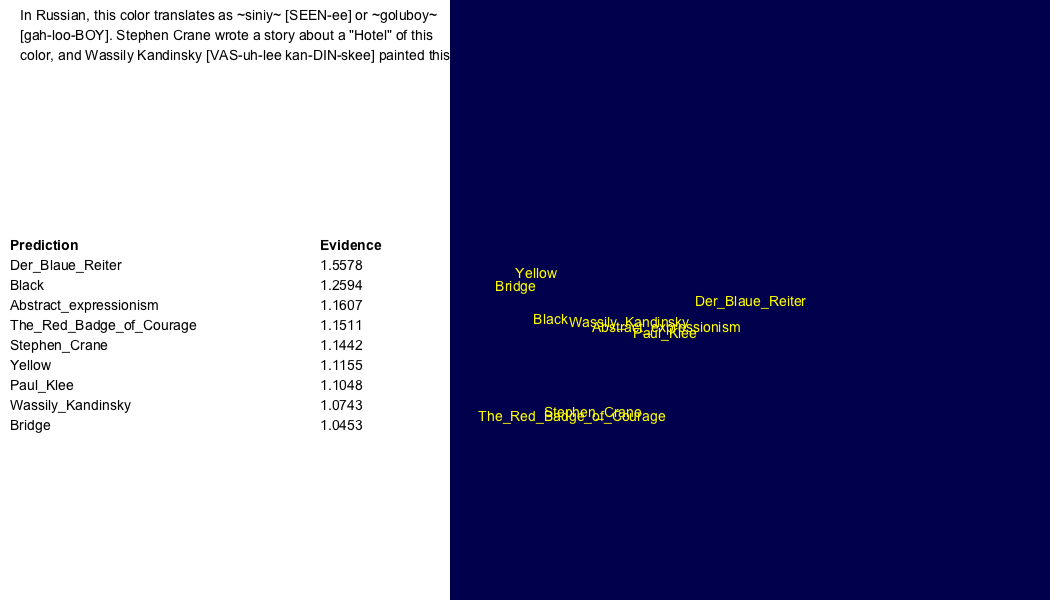 In Russian, this color translates as ~siniy~ [SEEN-ee] or ~goluboy~
[gah-loo-BOY]. Stephen Crane wrote a story about a "Hotel" of this
color, and Wassily Kandinsky [VAS-uh-lee kan-DIN-skee] painted this
Prediction Evidence
Der_Blaue_Reiter 1.5578
Black 1.2594
Abstract_expressionism 1.1607
The_Red_Badge_of_Courage 1.1511
Stephen_Crane 1.1442
Yellow 1.1155
Paul_Klee 1.1048
Wassily_Kandinsky 1.0743
Bridge 1.0453
Yellow
Bridge
Der_Blaue_Reiter
Black
Wassily_Kandinsky
Abstract_expressionism
Paul_Klee
Stephen_Crane
The_Red_Badge_of_Courage